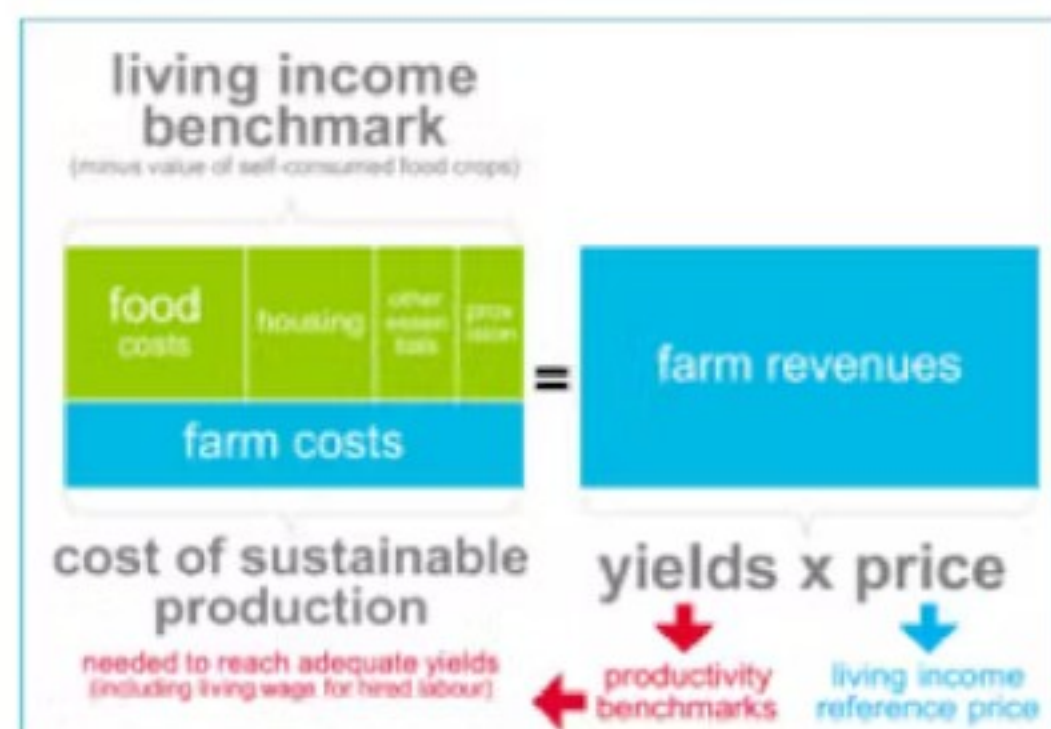 living income
benchmark
(minus value of self-consumed food crops)
food
costs
housing
other
essen
tials
prov
ision
farm costs
=
farm revenues
cost of sustainable
production
needed to reach adequate yields
(including living wage for hired labour)
yields x price
productivity
benchmarks
living income
reference price